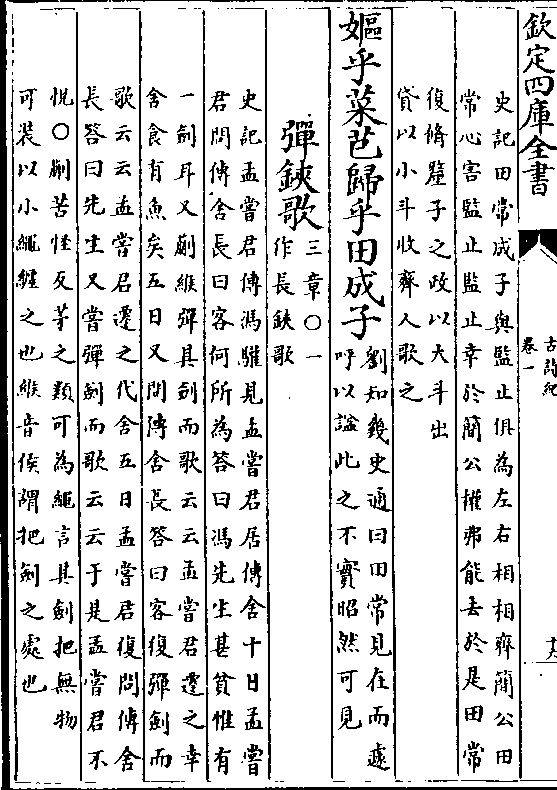 欽定四庫全書
古詩紀
卷一
十六
史記田常成子與監止俱為左右相相齊簡公田
常心害監止監止幸於簡公權弗能去於是田常
復脩釐子之政以大斗出
貸以小斗收齊人歌之
嫗乎菜芑歸乎田成子
劉知幾史通曰田常見在而遽
呼以諡此之不實昭然可見
彈鋏歌
三章○一
作長鋏歌
史記孟嘗君傳馮驩見孟嘗君居傳舍十日孟嘗
君問傳舍長曰客何所為答曰馮先生甚貧惟有
一劍耳又蒯緱彈其劍而歌云云孟嘗君遷之幸
舍食有魚矣五日又問傳舍長答曰客復彈劍而
歌云云孟嘗君遷之代舍五日孟嘗君復問傳舍
長答曰先生又嘗彈劍而歌云云于是孟嘗君不
悅○蒯苦怪反茅之類可為繩言其劍把無物
可裝以小繩纏之也緱音侯謂把劍之處也